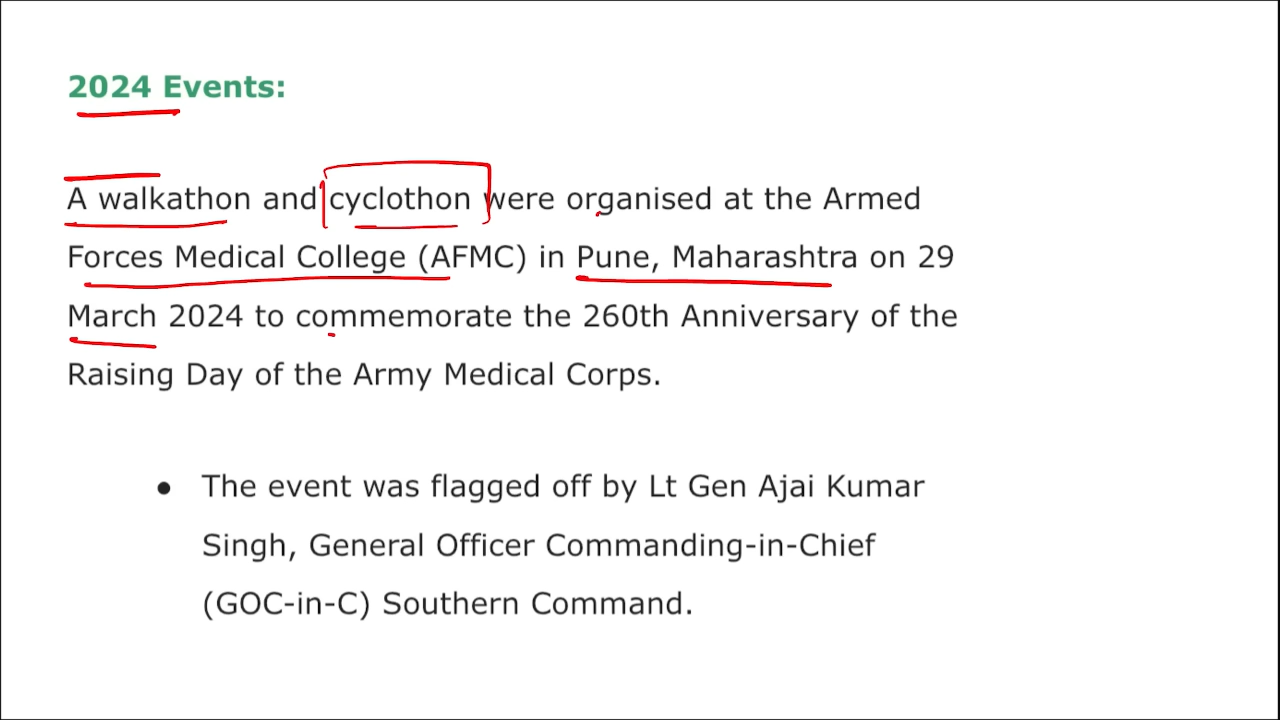 2024 Events:
A walkathon and cyclothon were organised at the Armed
Forces Medical College (AFMC) in Pune, Maharashtra on 29
March 2024 to commemorate the 260th Anniversary of the
Raising Day of the Army Medical Corps.
● The event was flagged off by Lt Gen Ajai Kumar
Singh, General Officer Commanding-in-Chief
(GOC-in-C) Southern Command.